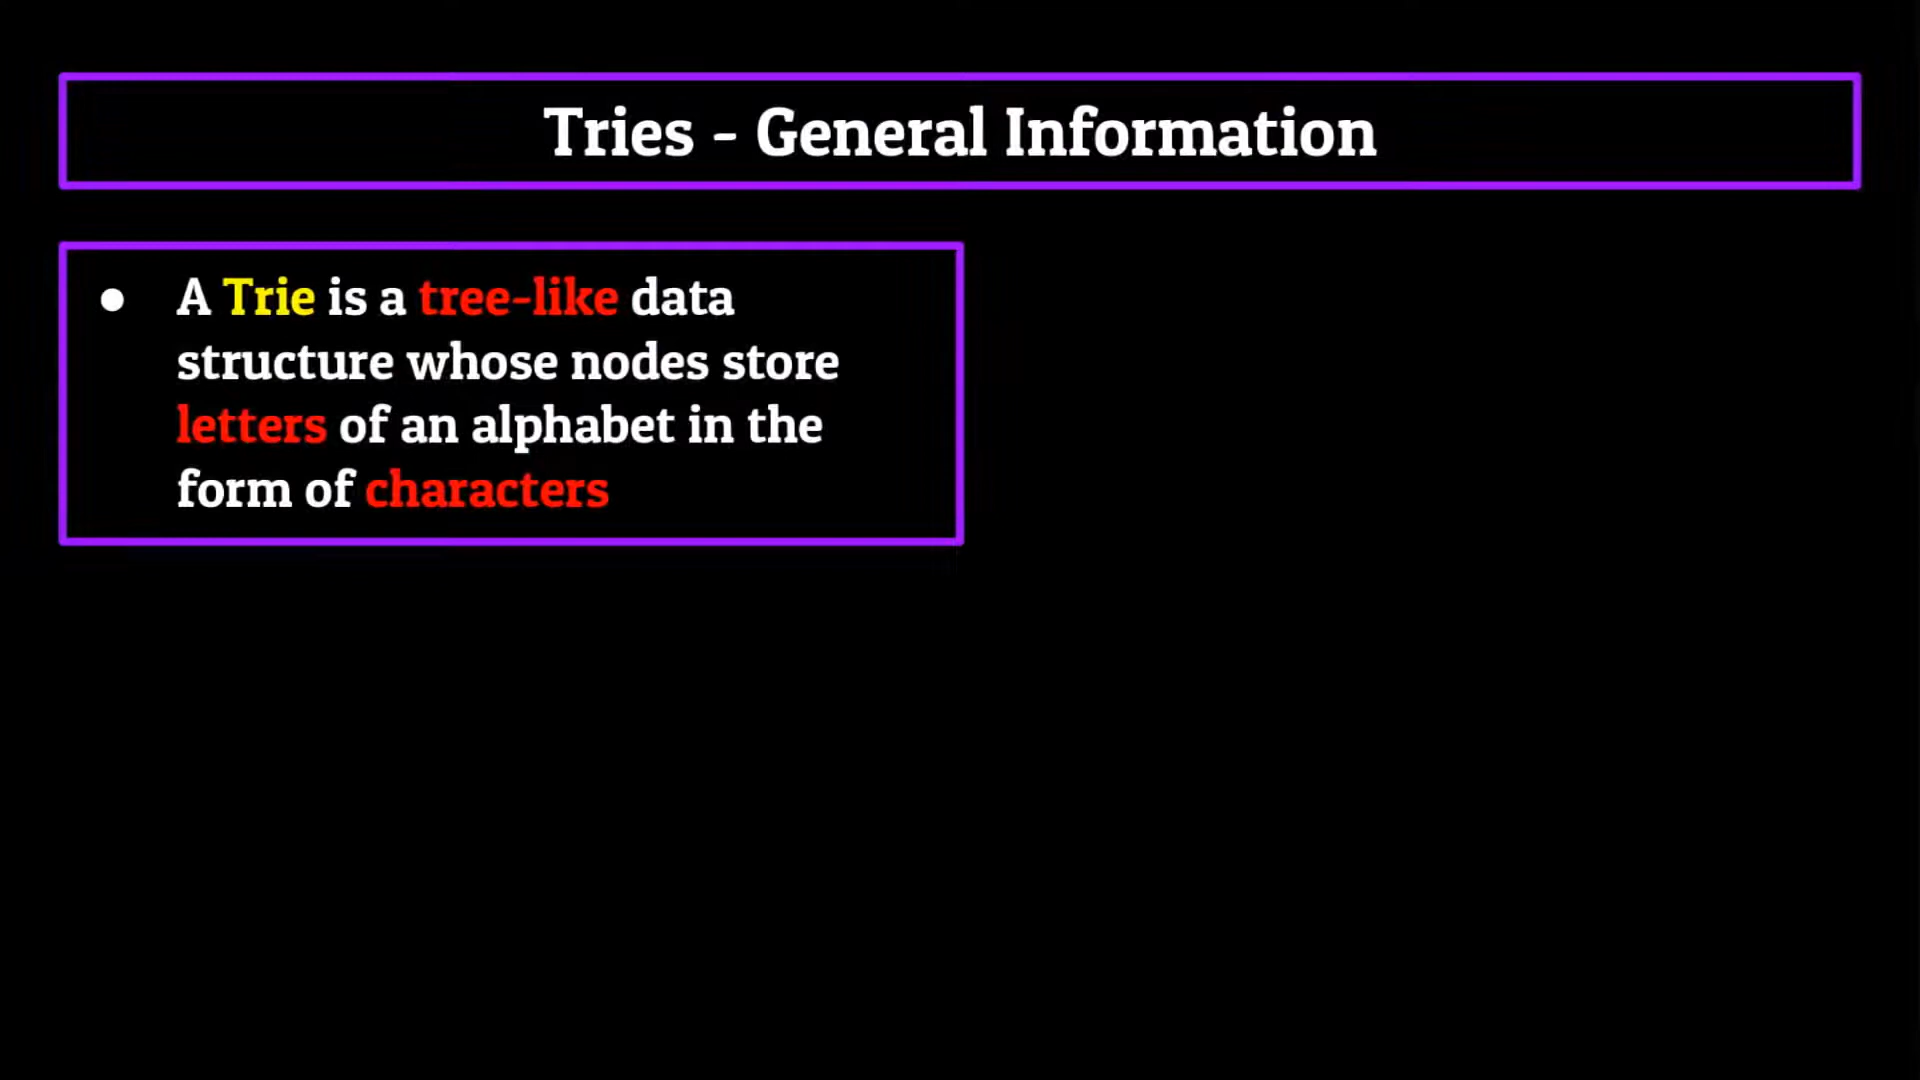 Tries - General Information
● A Trie is a tree-like data
structure whose nodes store
letters of an alphabet in the
form of characters